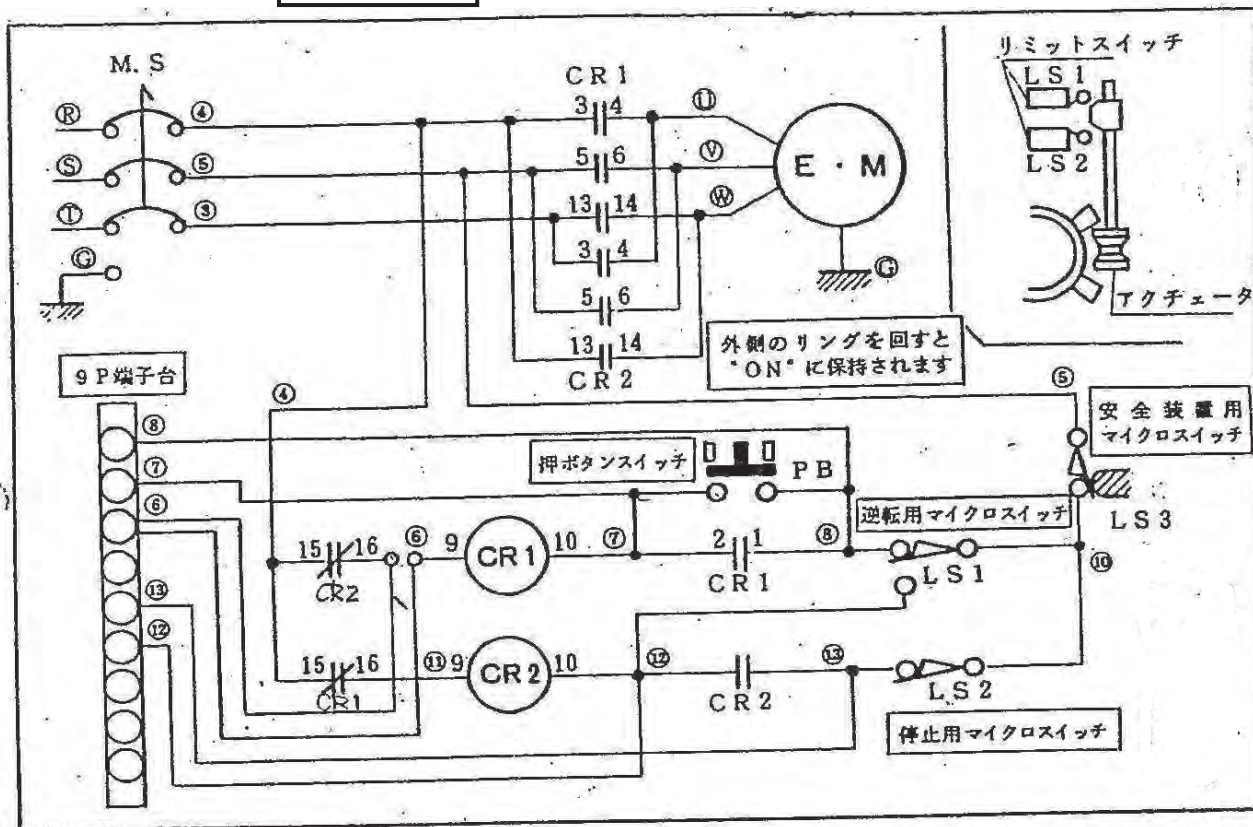 M.S
CR1
リミットスイッチ
LS1
LS2
アクチェータ
Ⓡ ④ 3 4 Ⓤ
Ⓢ ⑤ 5 6 Ⓥ
Ⓣ ③ 13 14 Ⓦ
E・M
3 4
Ⓖ
Ⓖ
5 6
13 14
CR2
外側のリングを回すと
"ON"に保持されます
9P端子台
④
⑤
安全装置用
マイクロスイッチ
⑧
⑦
⑥
⑬
⑫
押ボタンスイッチ
PB
逆転用マイクロスイッチ
LS3
15 16 ⑥ 9 CR1 10 ⑦ 2 1 ⑧
CR2
CR1
LS1
⑩
15 16 ⑪ 9 CR2 10 ⑫ ⑬
CR1
CR2
LS2
停止用マイクロスイッチ